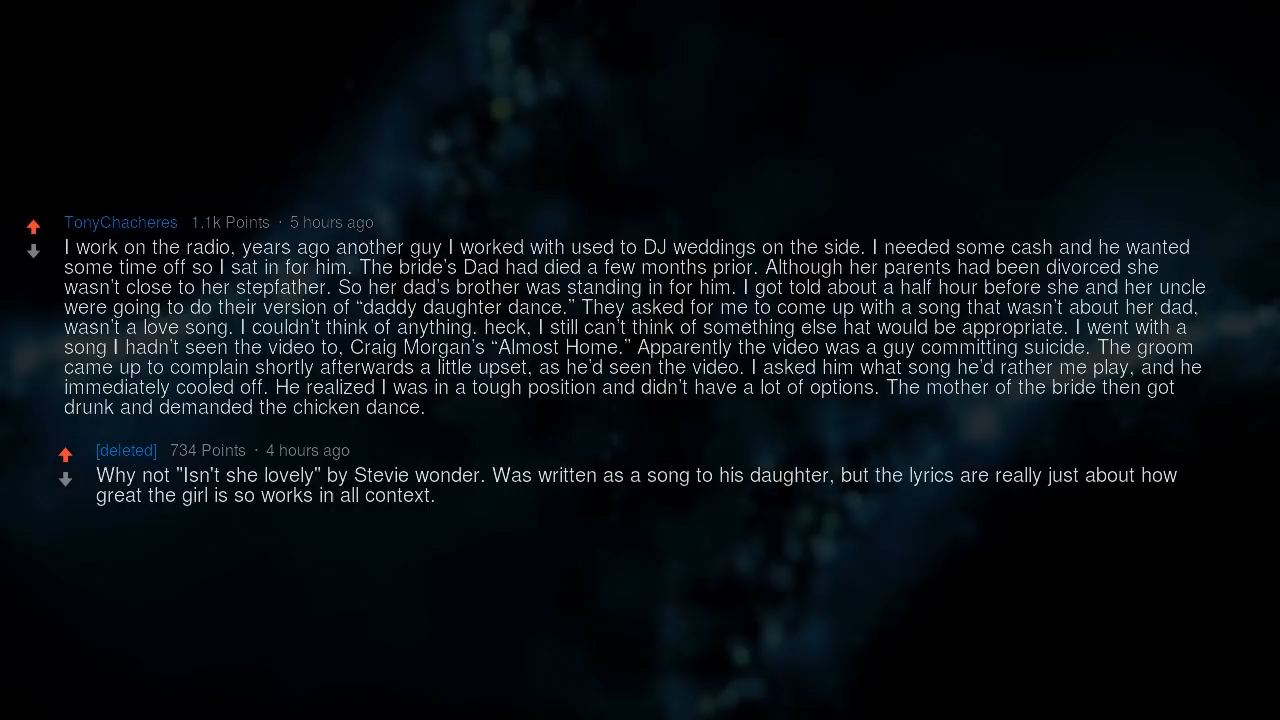 TonyChacheres 1.1k Points · 5 hours ago
I work on the radio, years ago another guy I worked with used to DJ weddings on the side. I needed some cash and he wanted
some time off so I sat in for him. The bride's Dad had died a few months prior. Although her parents had been divorced she
wasn't close to her stepfather. So her dad's brother was standing in for him. I got told about a half hour before she and her uncle
were going to do their version of “daddy daughter dance.” They asked for me to come up with a song that wasn't about her dad,
wasn't a love song. I couldn't think of anything. heck, I still can't think of something else hat would be appropriate. I went with a
song I hadn't seen the video to, Craig Morgan's “Almost Home.” Apparently the video was a guy committing suicide. The groom
came up to complain shortly afterwards a little upset, as he'd seen the video. I asked him what song he'd rather me play, and he
immediately cooled off. He realized I was in a tough position and didn't have a lot of options. The mother of the bride then got
drunk and demanded the chicken dance.
[deleted] 734 Points · 4 hours ago
Why not "Isn't she lovely" by Stevie wonder. Was written as a song to his daughter, but the lyrics are really just about how
great the girl is so works in all context.